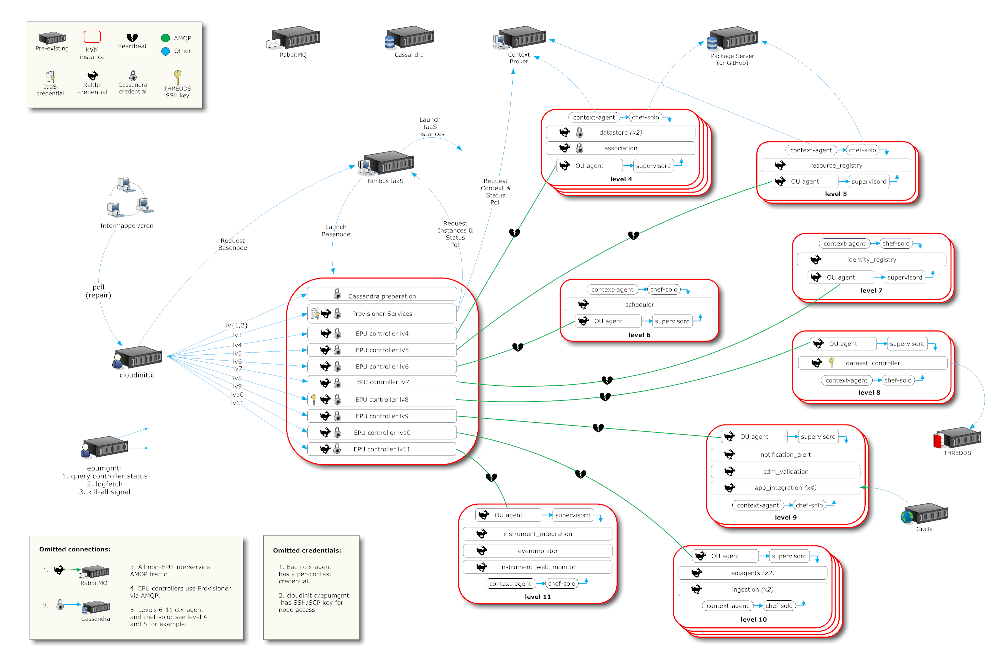 Pre-existing
KVM
instance
Heartbeat
AMQP
Other
IaaS
credential
Rabbit
credential
Cassandra
credential
THREDDS
SSH key
RabbitMQ
Cassandra
Context
Broker
Package Server
(or GitHub)
Launch
IaaS
Instances
Nimbus IaaS
Intermapper/cron
poll
(repair)
Request
Basenode
Launch
Basenode
Request
Instances &
Status
Poll
Request
Context &
Status
Poll
cloudinit.d
lv{1,2}
lv3
lv4
lv5
lv6
lv7
lv8
lv9
lv10
lv11
Cassandra preparation
Provisioner Services
EPU controller lv4
EPU controller lv5
EPU controller lv6
EPU controller lv7
EPU controller lv8
EPU controller lv9
EPU controller lv10
EPU controller lv11
context-agent
chef-solo
datastore (x2)
association
OU agent
supervisord
level 4
context-agent
chef-solo
resource_registry
OU agent
supervisord
level 5
context-agent
chef-solo
scheduler
OU agent
supervisord
level 6
context-agent
chef-solo
identity_registry
OU agent
supervisord
level 7
OU agent
supervisord
dataset_controller
context-agent
chef-solo
level 8
THREDDS
OU agent
supervisord
notification_alert
cdm_validation
app_integration (x4)
context-agent
chef-solo
level 9
Grails
OU agent
supervisord
eoiagents (x2)
ingestion (x2)
context-agent
chef-solo
level 10
OU agent
supervisord
instrument_integration
eventmonitor
instrument_web_monitor
context-agent
chef-solo
level 11
epumgmt:
1. query controller status
2. logfetch
3. kill-all signal
Omitted connections:
1.
RabbitMQ
2.
Cassandra
3. All non-EPU interservice
AMQP traffic.
4. EPU controllers use Provisioner
via AMQP.
5. Levels 6-11 ctx-agent
and chef-solo: see level 4
and 5 for example.
Omitted credentials:
1. Each ctx-agent
has a per-context
credential.
2. cloudinit.d/epumgmt
has SSH/SCP key for
node access